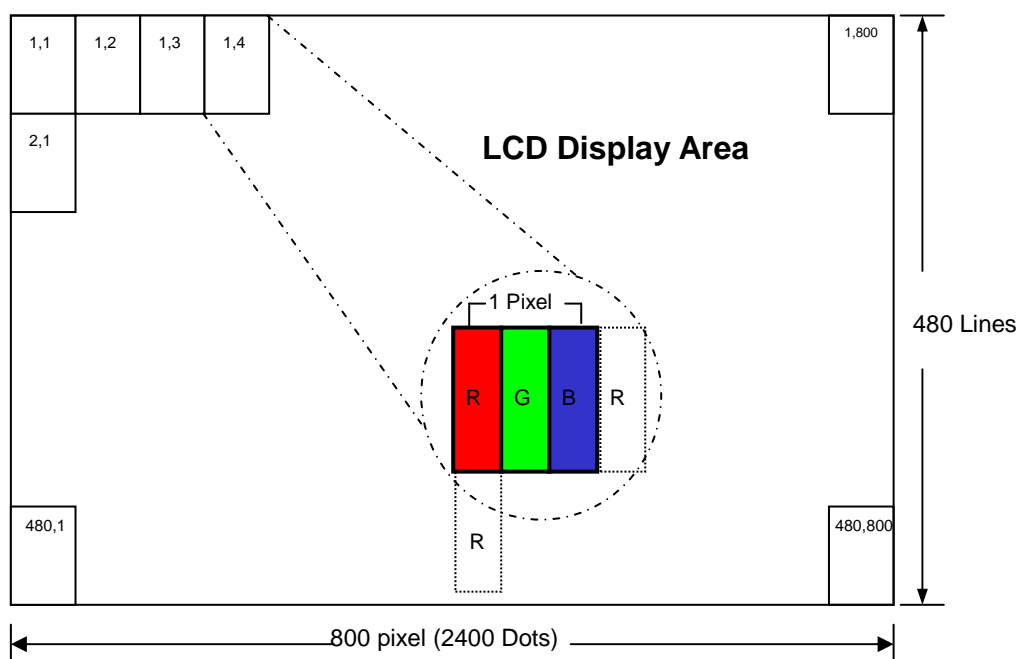 1,1
1,2
1,3
1,4
1,800
2,1
LCD Display Area
1 Pixel
480 Lines
R
G
B
R
480,1
480,800
R
800 pixel (2400 Dots)